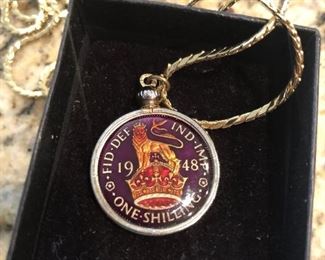 FID·DEF IND·IMP
19 48
ONE·SHILLING